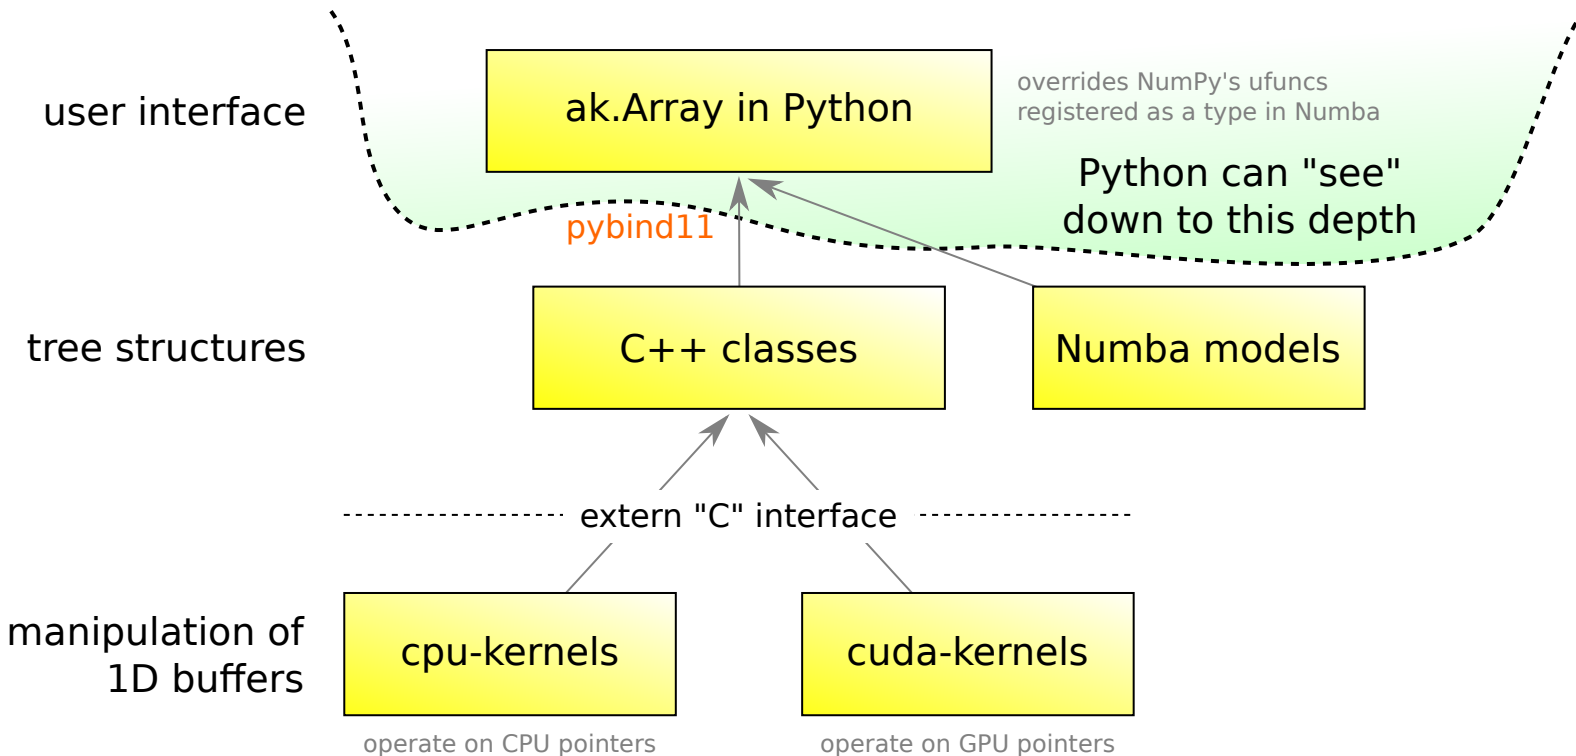 user interface
ak.Array in Python
overrides NumPy's ufuncs
registered as a type in Numba
Python can "see"
down to this depth
pybind11
tree structures
C++ classes
Numba models
extern "C" interface
manipulation of
1D buffers
cpu-kernels
cuda-kernels
operate on CPU pointers
operate on GPU pointers